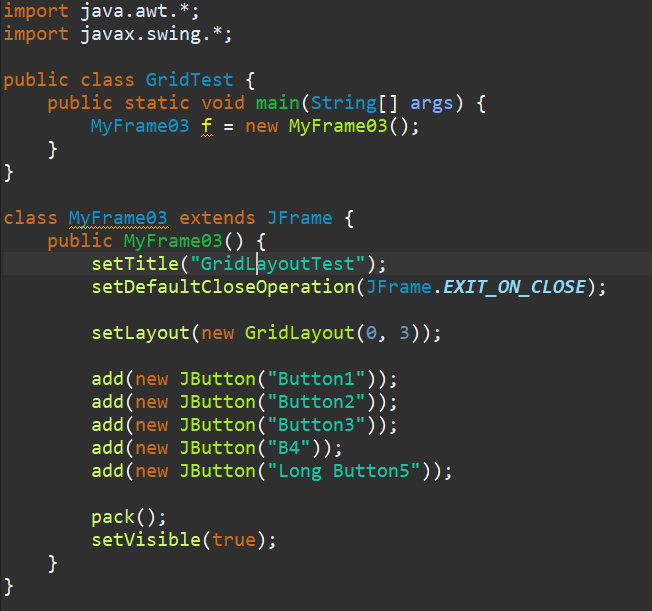 import java.awt.*;
import javax.swing.*;

public class GridTest {
    public static void main(String[] args) {
        MyFrame03 f = new MyFrame03();
    }
}

class MyFrame03 extends JFrame {
    public MyFrame03() {
        setTitle("GridLayoutTest");
        setDefaultCloseOperation(JFrame.EXIT_ON_CLOSE);

        setLayout(new GridLayout(0, 3));

        add(new JButton("Button1"));
        add(new JButton("Button2"));
        add(new JButton("Button3"));
        add(new JButton("B4"));
        add(new JButton("Long Button5"));

        pack();
        setVisible(true);
    }
}